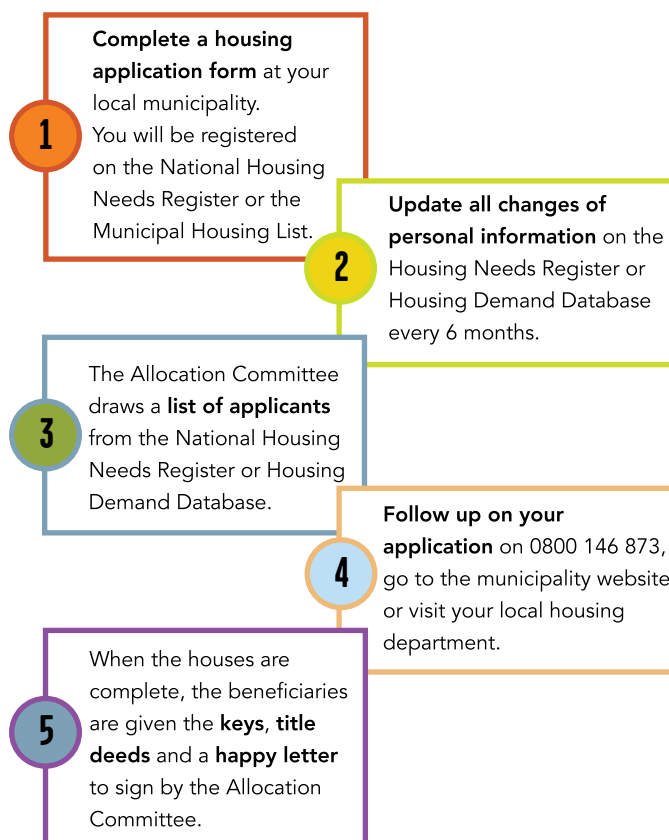 1
Complete a housing
application form at your
local municipality.
You will be registered
on the National Housing
Needs Register or the
Municipal Housing List.
2
Update all changes of
personal information on the
Housing Needs Register or
Housing Demand Database
every 6 months.
3
The Allocation Committee
draws a list of applicants
from the National Housing
Needs Register or Housing
Demand Database.
4
Follow up on your
application on 0800 146 873,
go to the municipality website
or visit your local housing
department.
5
When the houses are
complete, the beneficiaries
are given the keys, title
deeds and a happy letter
to sign by the Allocation
Committee.